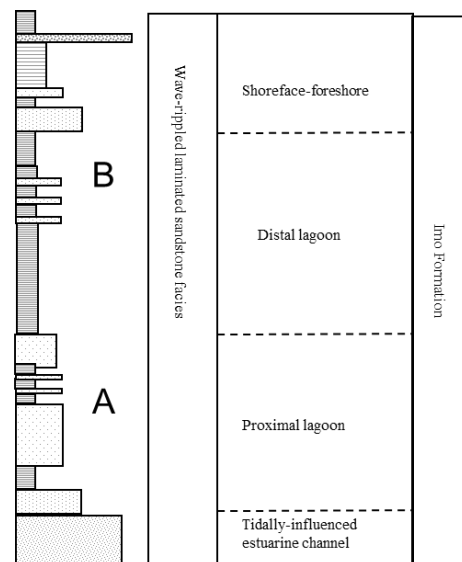 Wave-rippled laminated sandstone facies
Shoreface-foreshore
B
Distal lagoon
Imo Formation
A
Proximal lagoon
Tidally-influenced
estuarine channel